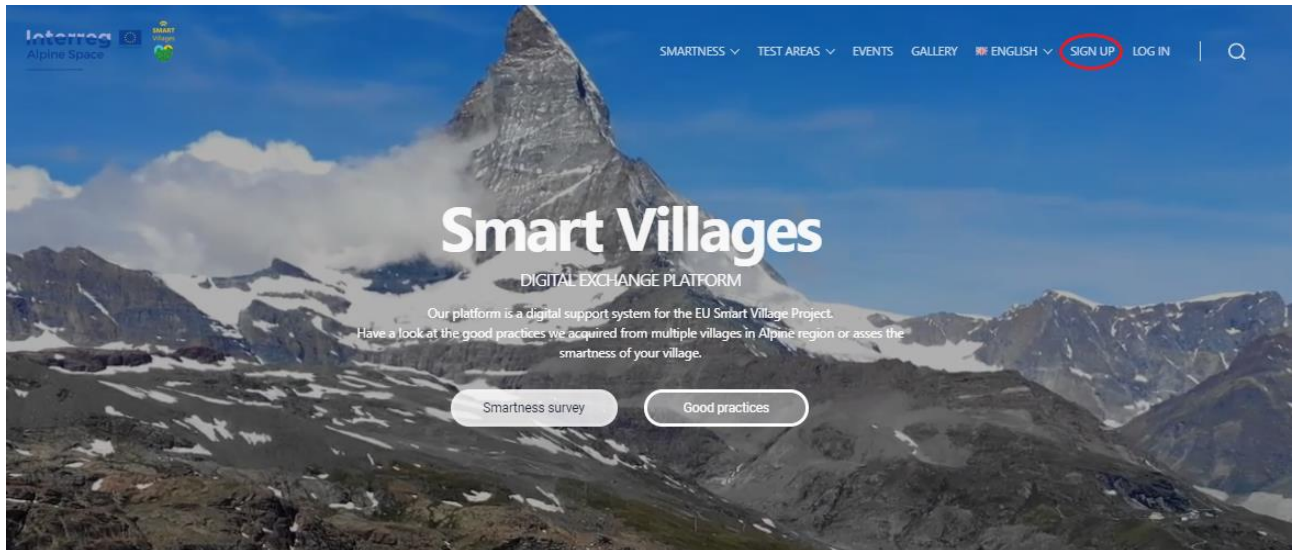 Interreg
Alpine Space
SMART
Villages
SMARTNESS TEST AREAS EVENTS GALLERY ENGLISH SIGN UP LOG IN
Smart Villages
DIGITAL EXCHANGE PLATFORM
Our platform is a digital support system for the EU Smart Village Project.
Have a look at the good practices we acquired from multiple villages in Alpine region or asses the
smartness of your village.
Smartness survey Good practices